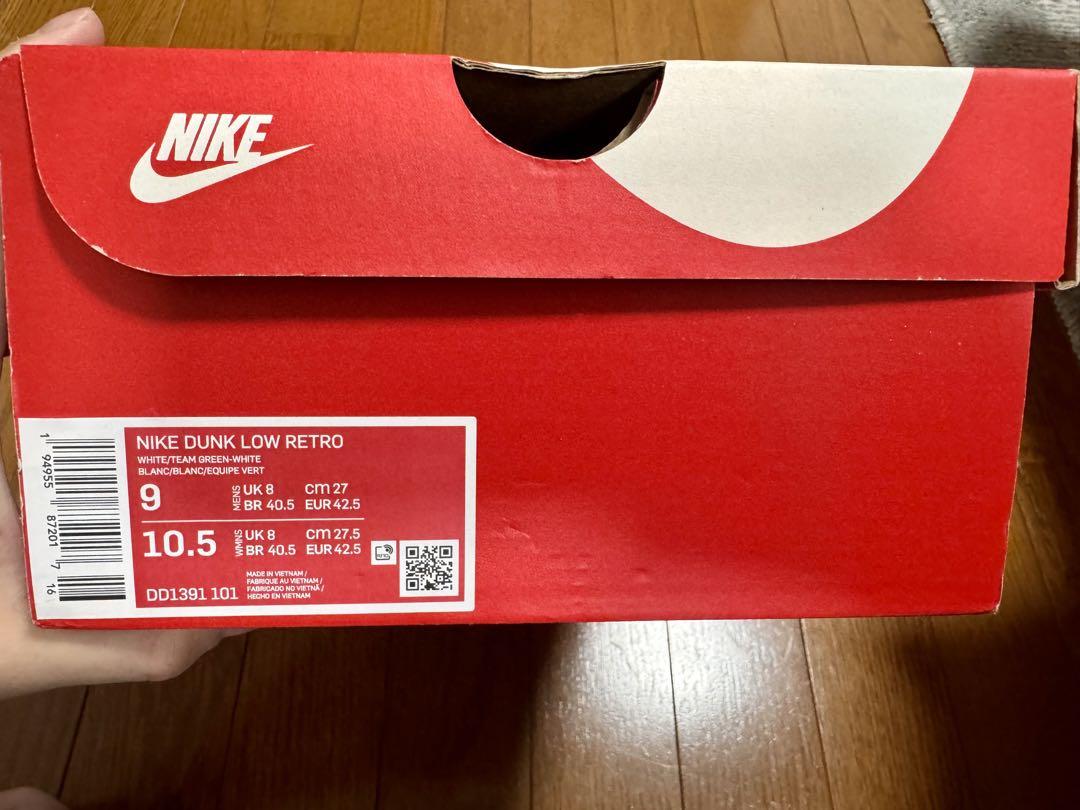 NIKE
NIKE DUNK LOW RETRO
WHITE/TEAM GREEN-WHITE
BLANC/BLANC/EQUIPE VERT
9 MENS UK 8 cm 27
BR 40.5 EUR 42.5
10.5 WMNS UK 8 cm 27.5
BR 40.5 EUR 42.5
MADE IN VIETNAM /
FABRIQUE AU VIETNAM /
FABRICADO NO VIETNÃ /
HECHO EN VIETNAM
DD1391 101
1 94955 87201 7 16